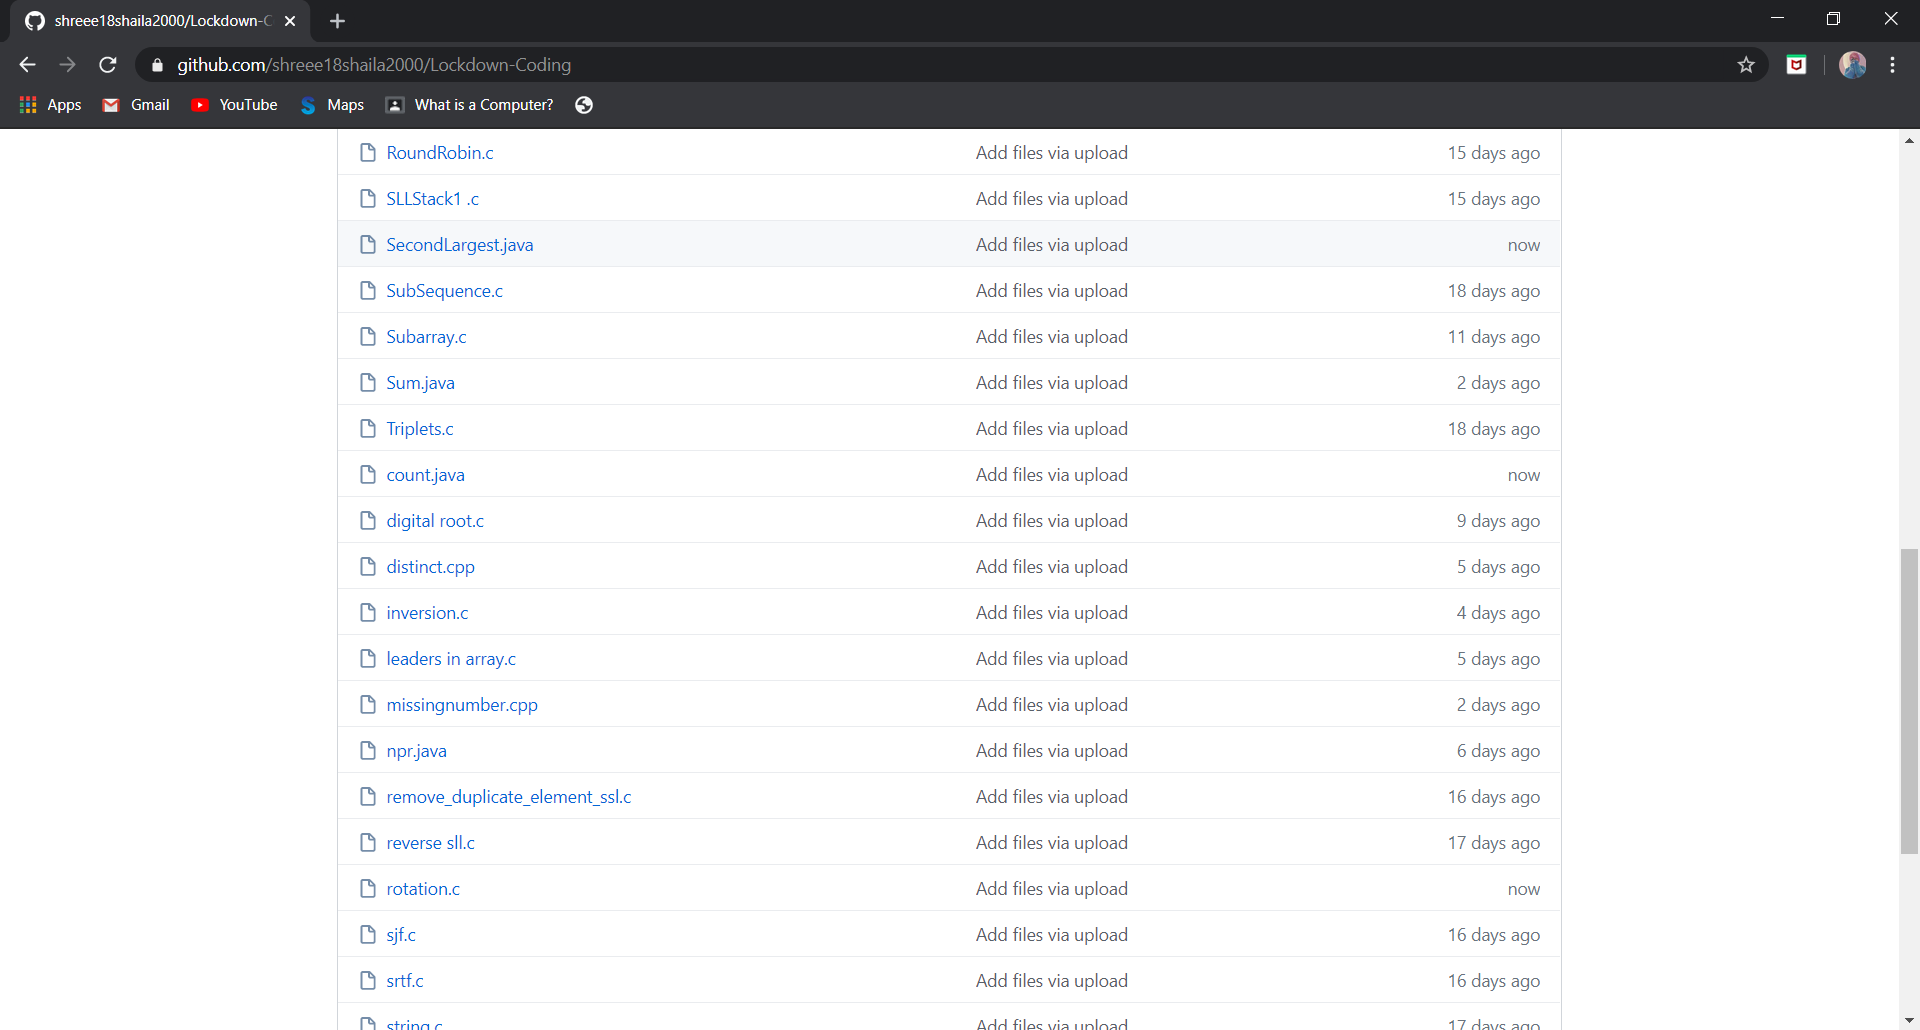 shreee18shaila2000/Lockdown-C
github.com/shreee18shaila2000/Lockdown-Coding
Apps Gmail YouTube Maps What is a Computer?
RoundRobin.c Add files via upload 15 days ago
SLLStack1 .c Add files via upload 15 days ago
SecondLargest.java Add files via upload now
SubSequence.c Add files via upload 18 days ago
Subarray.c Add files via upload 11 days ago
Sum.java Add files via upload 2 days ago
Triplets.c Add files via upload 18 days ago
count.java Add files via upload now
digital root.c Add files via upload 9 days ago
distinct.cpp Add files via upload 5 days ago
inversion.c Add files via upload 4 days ago
leaders in array.c Add files via upload 5 days ago
missingnumber.cpp Add files via upload 2 days ago
npr.java Add files via upload 6 days ago
remove_duplicate_element_ssl.c Add files via upload 16 days ago
reverse sll.c Add files via upload 17 days ago
rotation.c Add files via upload now
sjf.c Add files via upload 16 days ago
srtf.c Add files via upload 16 days ago
string.c Add files via upload 17 days ago